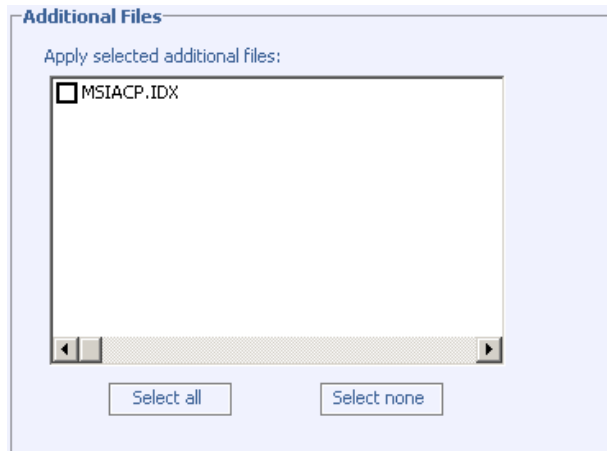 Additional Files
Apply selected additional files:
MSIACP.IDX
Select all
Select none